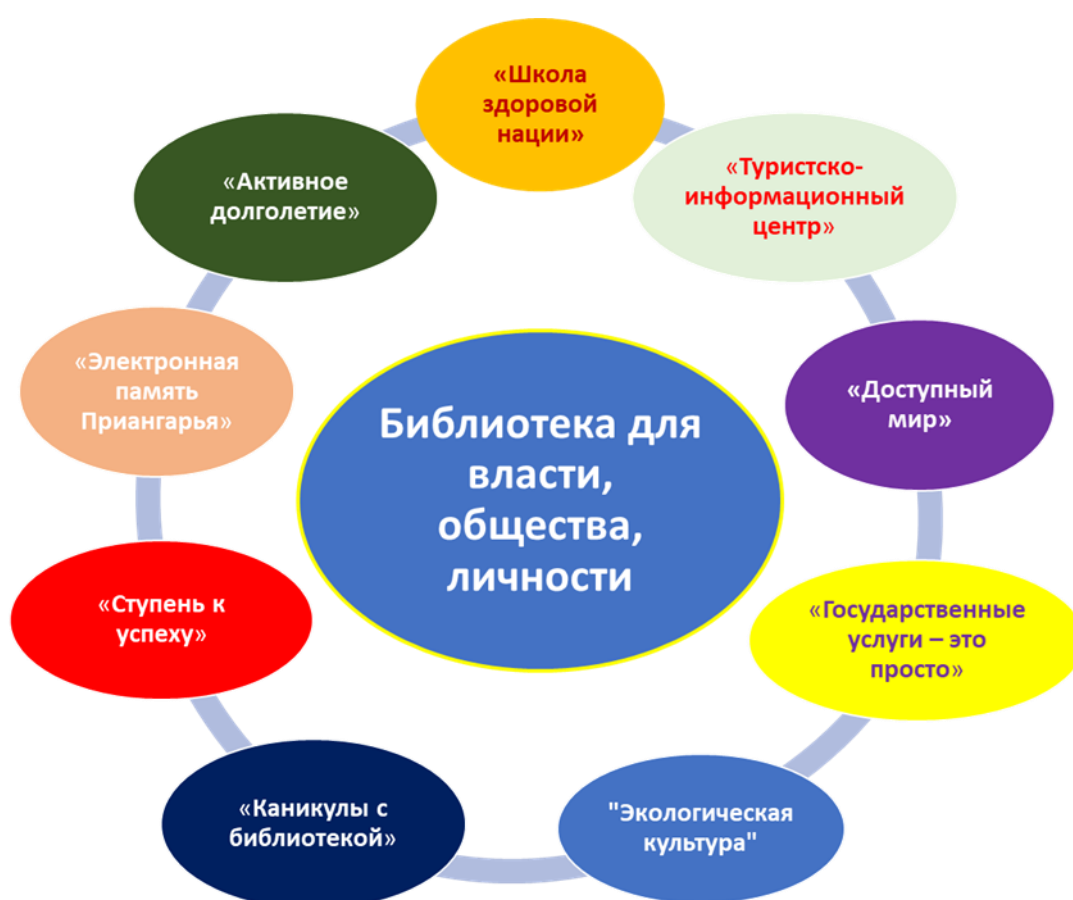 «Школа
здоровой
нации»
«Туристско-
информационный
центр»
«Доступный
мир»
«Государственные
услуги – это
просто»
"Экологическая
культура"
«Каникулы с
библиотекой»
«Ступень к
успеху»
«Электронная
память
Приангарья»
«Активное
долголетие»
Библиотека для
власти,
общества,
личности